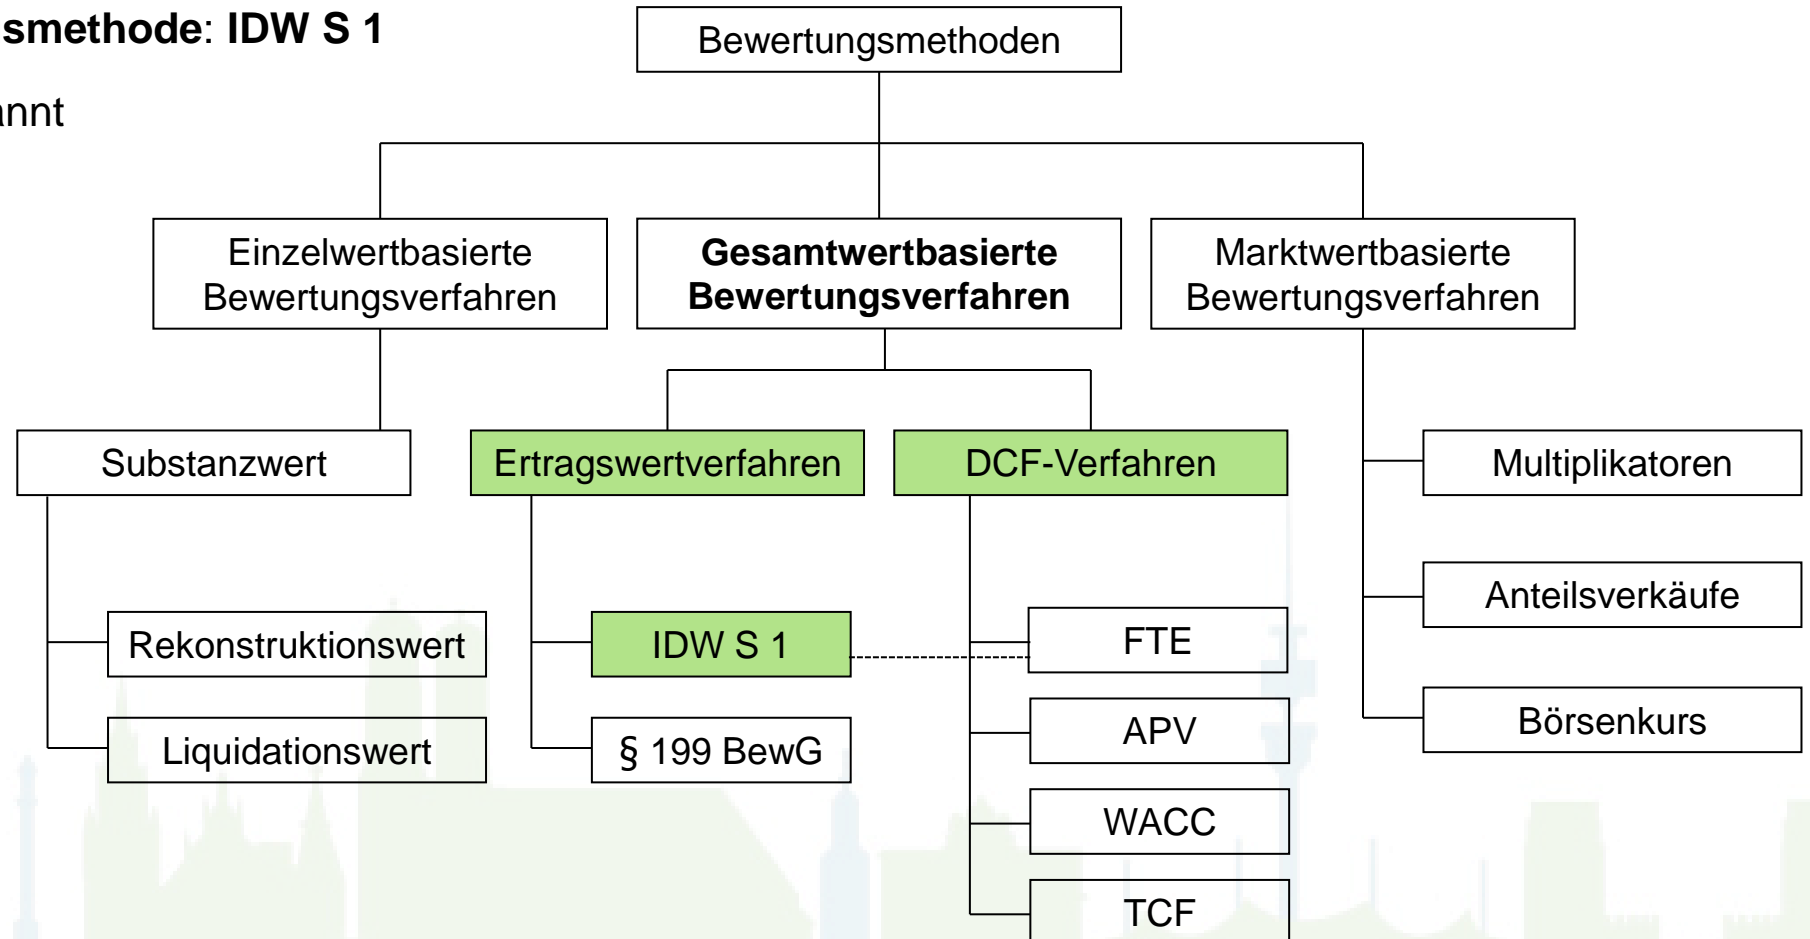 smethode: IDW S 1
annt
Bewertungsmethoden
Einzelwertbasierte
Bewertungsverfahren
Gesamtwertbasierte
Bewertungsverfahren
Marktwertbasierte
Bewertungsverfahren
Substanzwert
Ertragswertverfahren
DCF-Verfahren
Multiplikatoren
Rekonstruktionswert
IDW S 1
FTE
Anteilsverkäufe
Liquidationswert
§ 199 BewG
APV
Börsenkurs
WACC
TCF